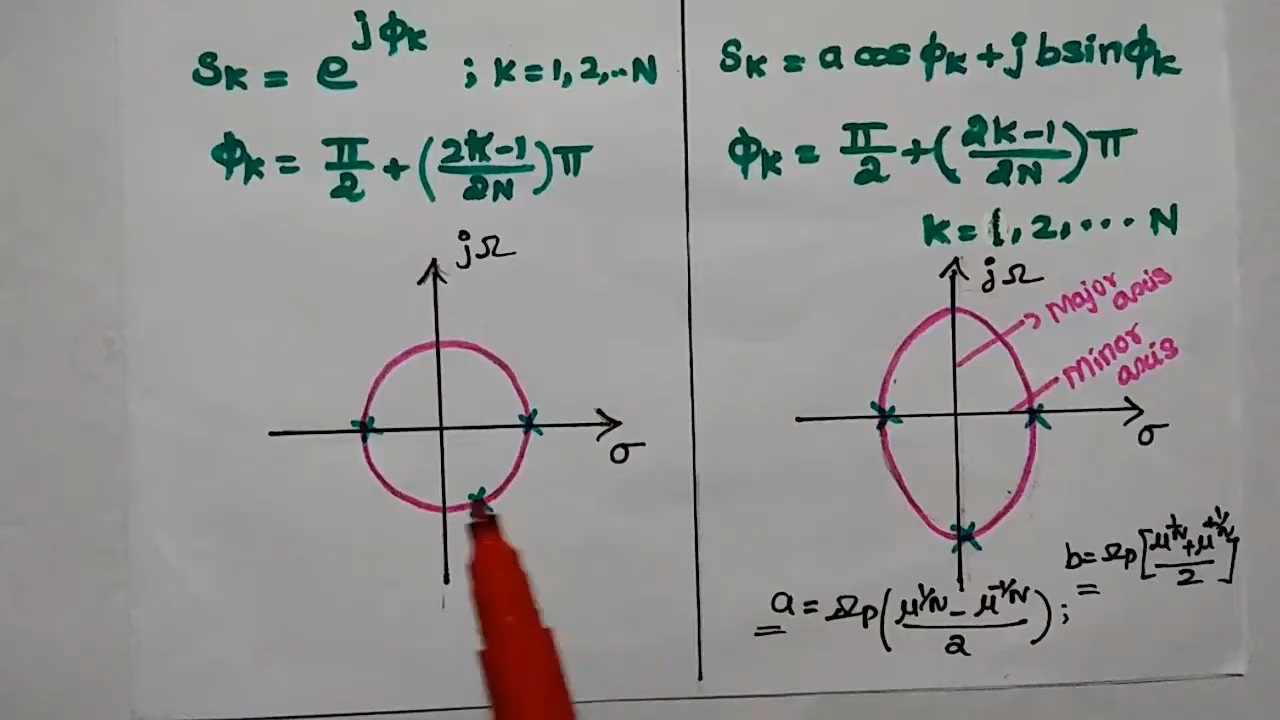 Sk = e^jϕk ; k=1,2,..N
ϕk = π/2 + (2k-1/2N)π
jΩ
σ
Sk = a cos ϕk + j b sin ϕk
ϕk = π/2 + (2k-1/2N)π
k = 1, 2, ... N
jΩ
Major
axis
Minor
axis
σ
b = Ωp[μ^1/N + μ^-1/N / 2]
a = Ωp(μ^1/N - μ^-1/N / 2);